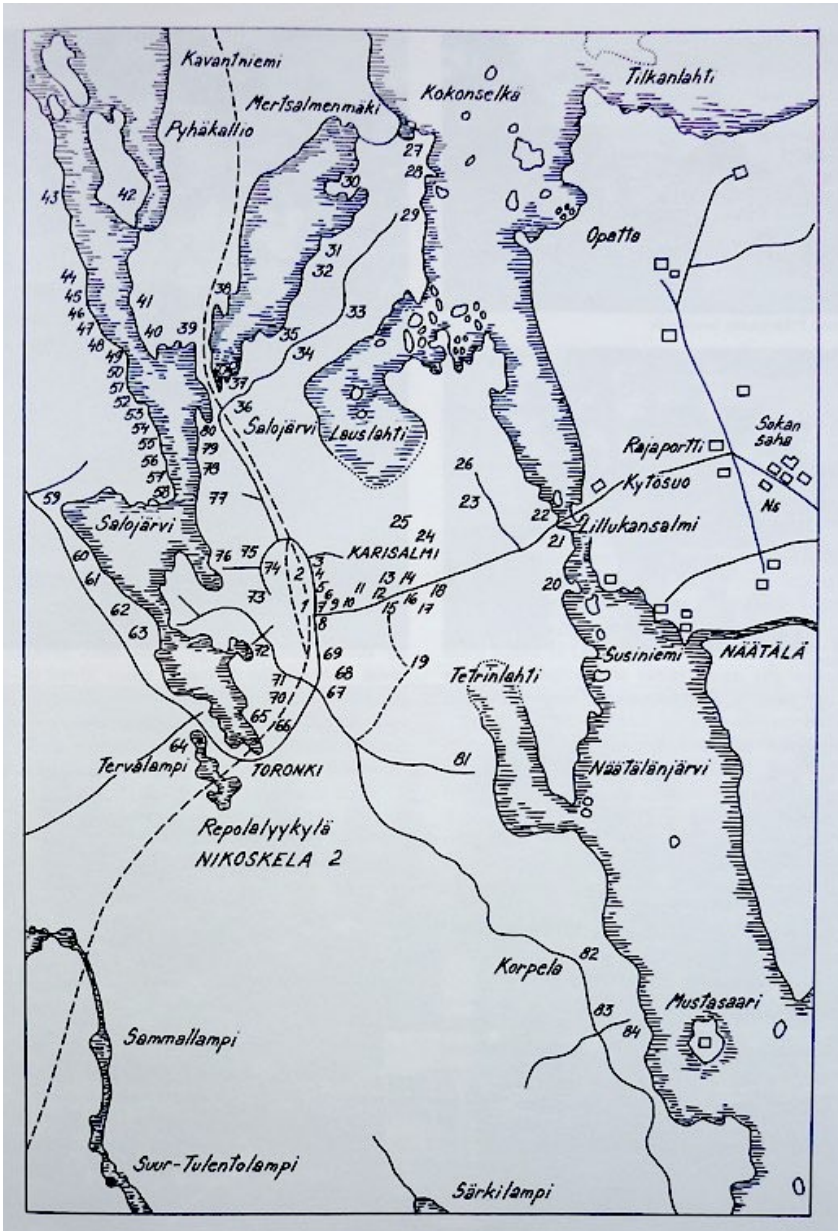 Kavantniemi
Tilkanlahti
Kokonselkä
Mertsalmenmäki
Pyhäkallio
27
28
30
42
43
29
Opatta
31
32
44
38
45
41
33
46
47
40
39
35
48
34
49
50
37
51
52
36
53
80
Salojärvi
Lauslahti
54
79
Sokan
saha
55
78
Rajaportti
56
26
57
77
23
Kytösuo
58
59
Ns
Salojärvi
22
25
24
Lillukansalmi
21
60
76
75
KARISALMI
74
2
3
4
61
5
6
13
14
20
73
11
12
18
62
1
7
9
10
15
16
17
8
63
72
69
Susiniemi
NÄÄTÄLÄ
71
68
19
Tetrinlahti
70
67
65
66
64
Tervalampi
TORONKI
81
Näätälänjärvi
Repolalyykylä
NIKOSKELA 2
82
Korpela
83
Mustasaari
84
Sammallampi
Suur-Tulentolampi
Särkilampi